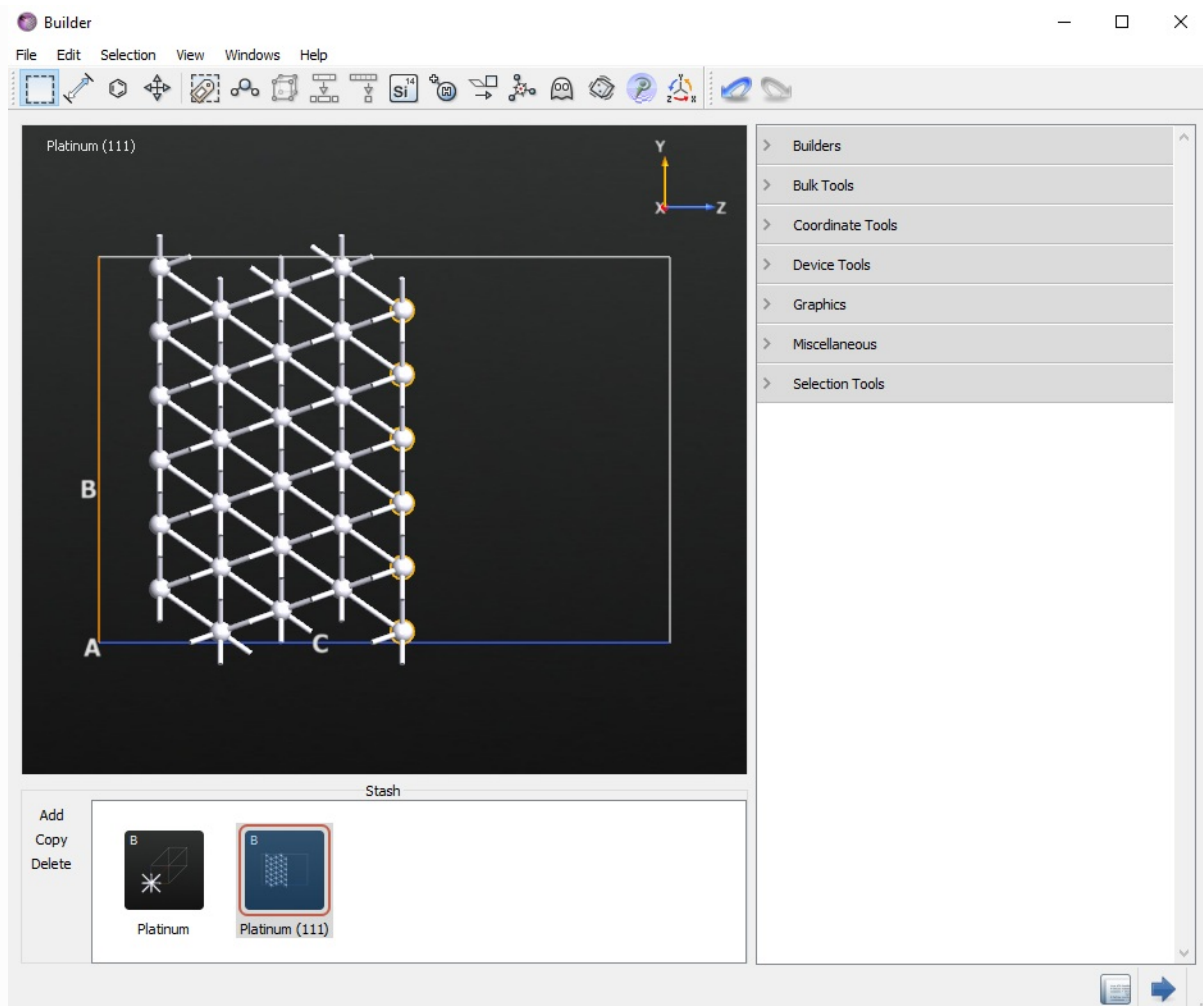 Builder
File Edit Selection View Windows Help
Si 14
H
Platinum (111)
Y
X Z
B
A
C
Builders
Bulk Tools
Coordinate Tools
Device Tools
Graphics
Miscellaneous
Selection Tools
Stash
Add
Copy
Delete
B
Platinum
B
Platinum (111)